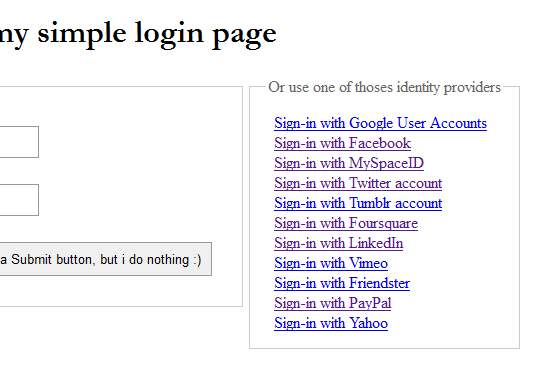 my simple login page
Or use one of thoses identity providers
Sign-in with Google User Accounts
Sign-in with Facebook
Sign-in with MySpaceID
Sign-in with Twitter account
Sign-in with Tumblr account
Sign-in with Foursquare
Sign-in with LinkedIn
Sign-in with Vimeo
Sign-in with Friendster
Sign-in with PayPal
Sign-in with Yahoo
a Submit button, but i do nothing :)